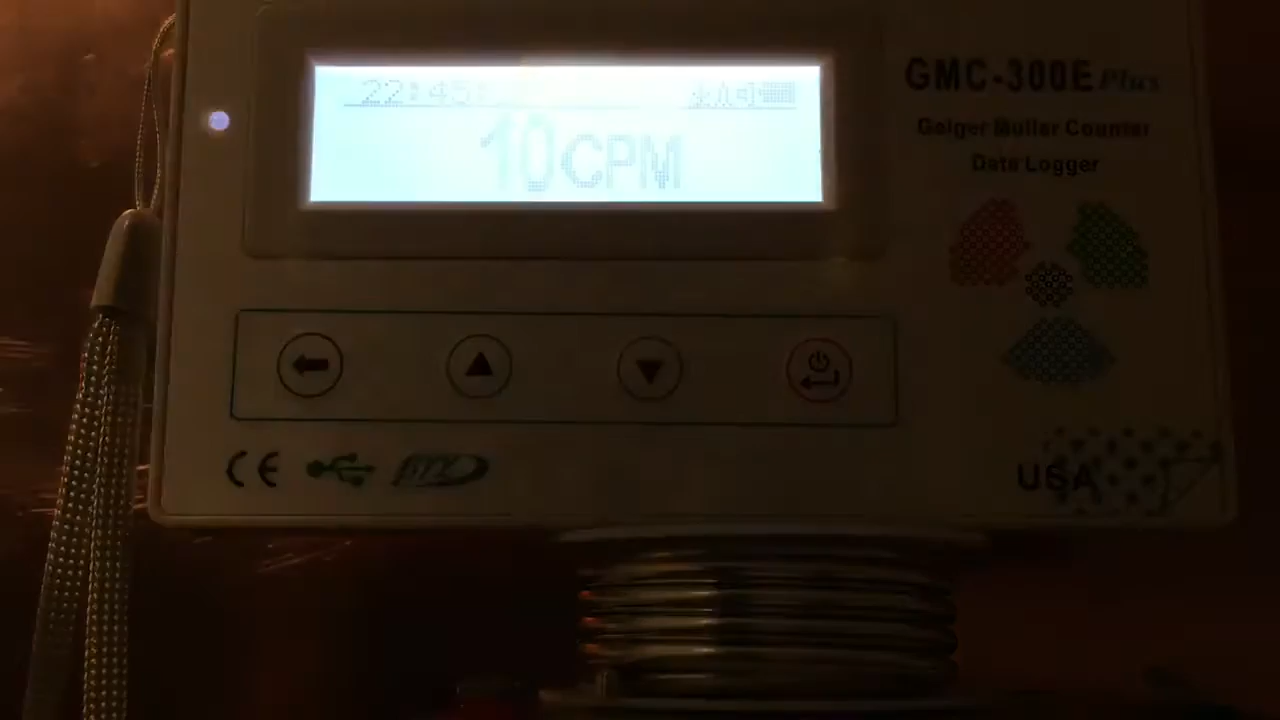 22:45:
10CPM
GMC-300E Plus
Geiger Muller Counter
Data Logger
CE
USA